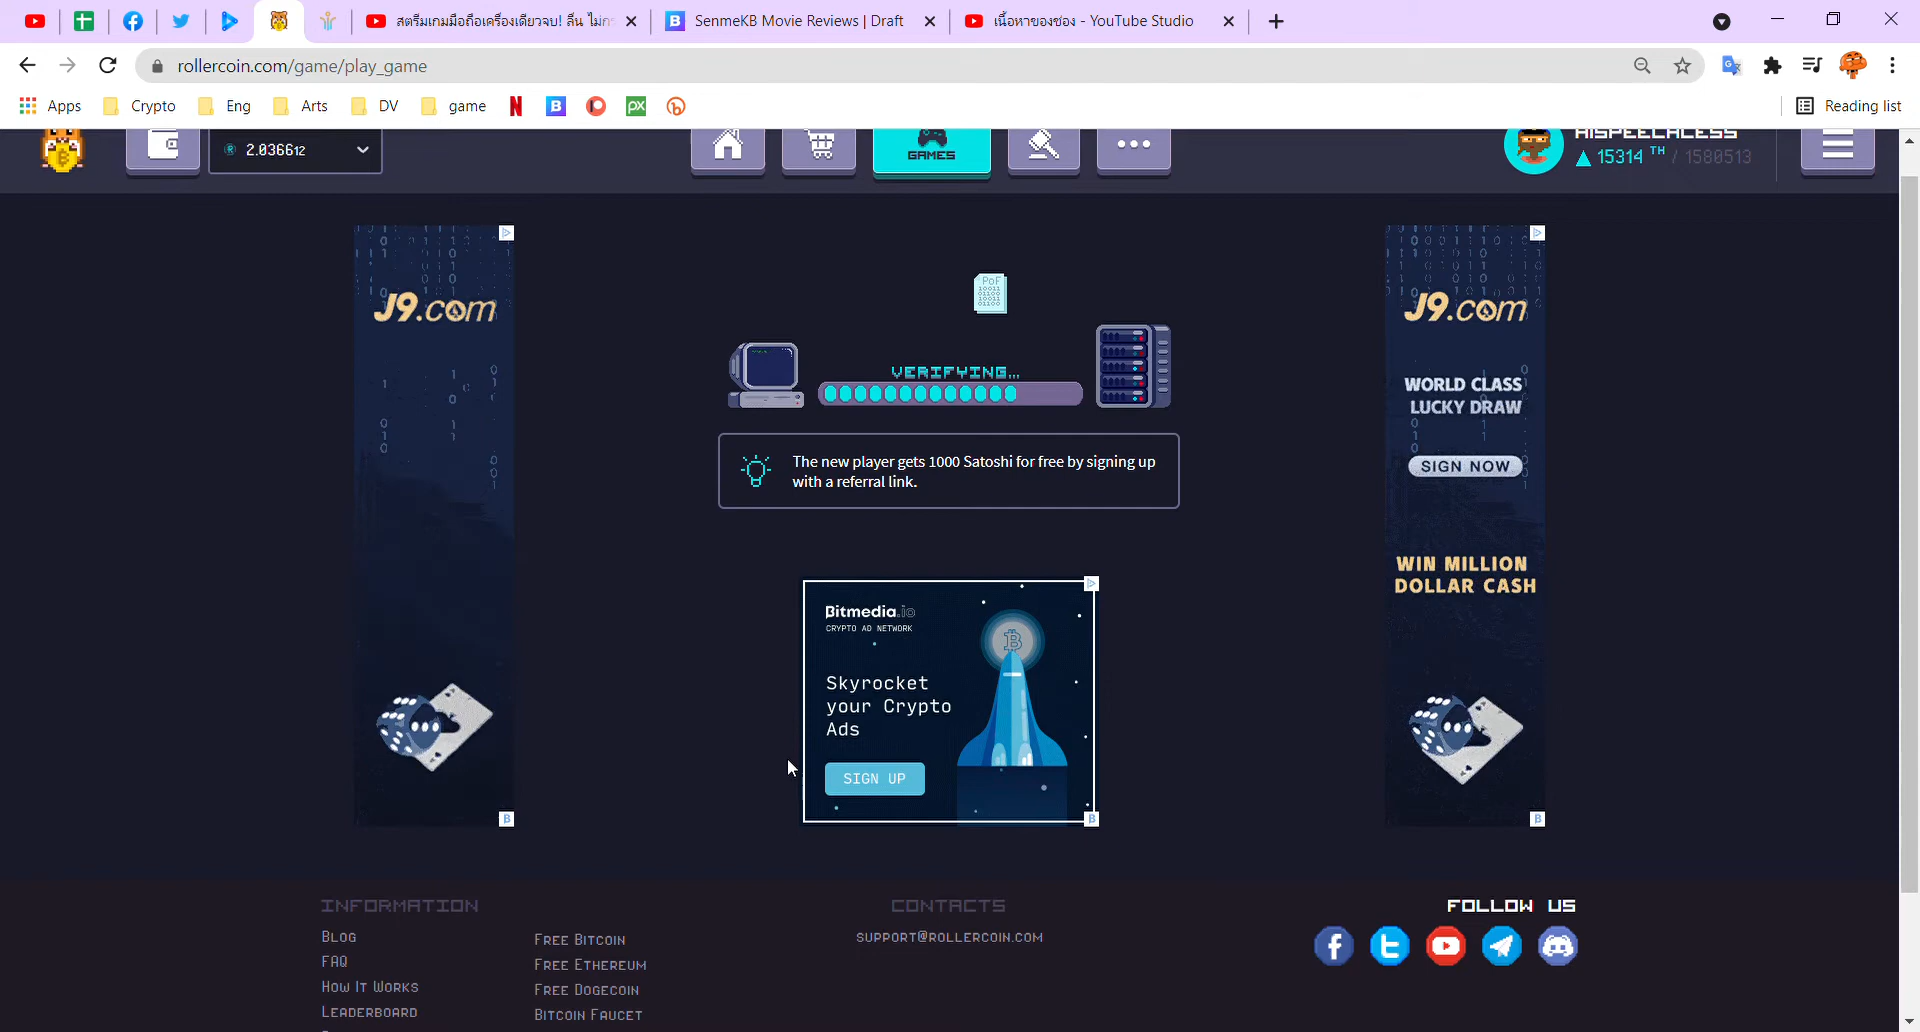 สตรีมเกมมือถือเครื่องเดียวจบ! ลื่น ไม่กร
SenmeKB Movie Reviews | Draft
เนื้อหาของช่อง - YouTube Studio
rollercoin.com/game/play_game
Apps
Crypto
Eng
Arts
DV
game
Reading list
2.036612
GAMES
AISPEECHLESS
15314 TH / 1580513
J9.com
J9.com
PoF
VERIFYING...
WORLD CLASS
LUCKY DRAW
SIGN NOW
The new player gets 1000 Satoshi for free by signing up
with a referral link.
WIN MILLION
DOLLAR CASH
Bitmedia.io
CRYPTO AD NETWORK
Skyrocket
your Crypto
Ads
SIGN UP
INFORMATION
CONTACTS
FOLLOW US
BLOG
FREE BITCOIN
SUPPORT@ROLLERCOIN.COM
FAQ
FREE ETHEREUM
HOW IT WORKS
FREE DOGECOIN
LEADERBOARD
BITCOIN FAUCET